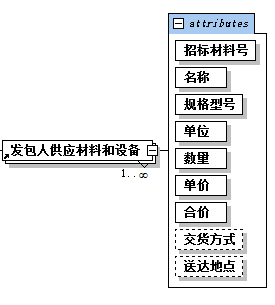 attributes
招标材料号
名称
规格型号
单位
发包人供应材料和设备
数量
1..∞
单价
合价
交货方式
送达地点